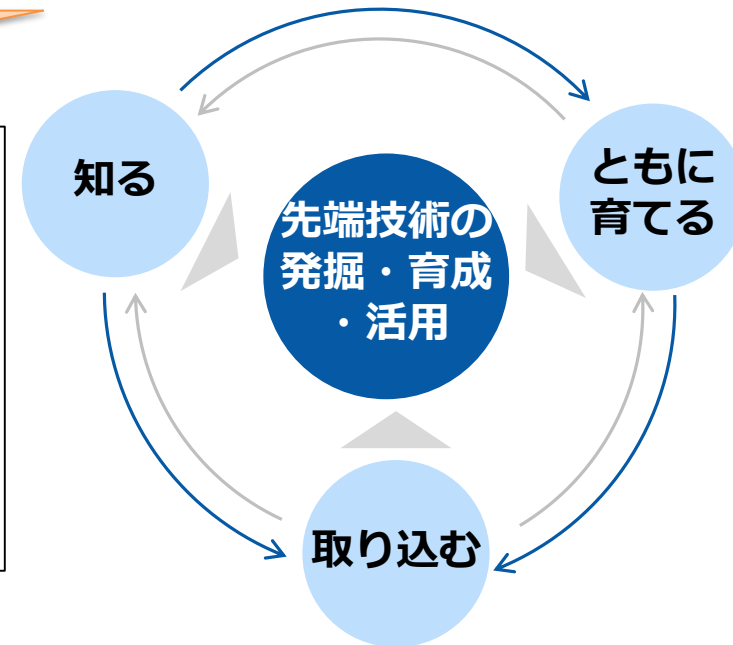 知る
ともに
育てる
先端技術の
発掘・育成
・活用
取り込む